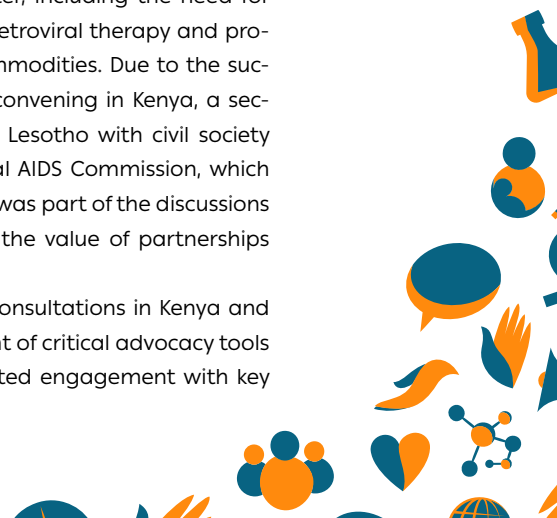 including the need for
etroviral therapy and pro-
mmodities. Due to the suc-
convening in Kenya, a sec-
Lesotho with civil society
al AIDS Commission, which
was part of the discussions
the value of partnerships
onsultations in Kenya and
t of critical advocacy tools
ted engagement with key